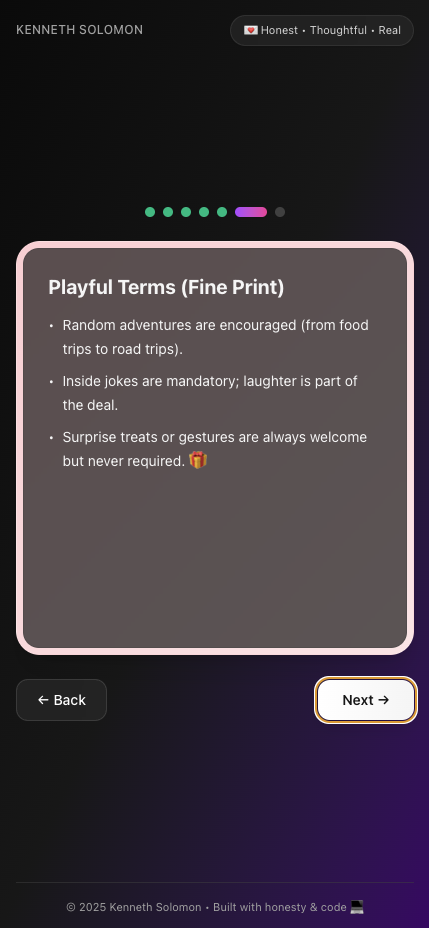 KENNETH SOLOMON
💌 Honest • Thoughtful • Real
Playful Terms (Fine Print)
• Random adventures are encouraged (from food
trips to road trips).
• Inside jokes are mandatory; laughter is part of
the deal.
• Surprise treats or gestures are always welcome
but never required. 🎁
← Back
Next →
© 2025 Kenneth Solomon • Built with honesty & code 💻